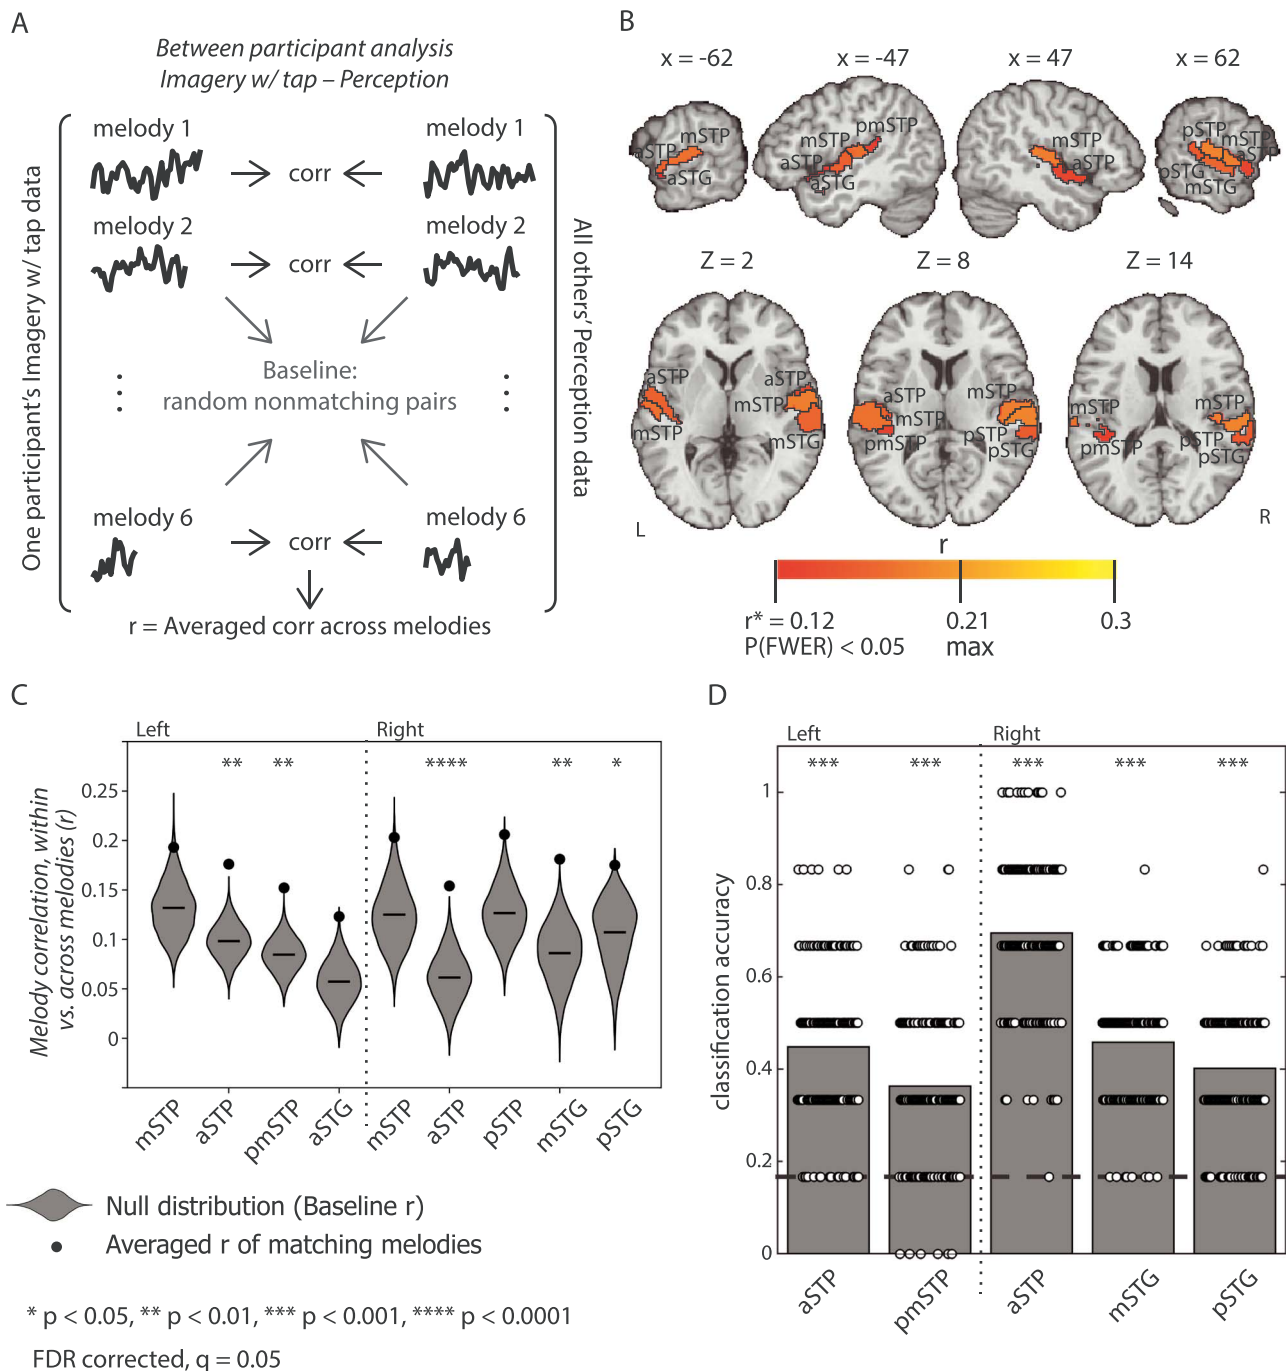 A
Between participant analysis
Imagery w/ tap – Perception
One participant's Imagery w/ tap data
melody 1
melody 1
corr
melody 2
melody 2
corr
Baseline:
random nonmatching pairs
melody 6
melody 6
corr
r = Averaged corr across melodies
All others' Perception data
B
x = -62
x = -47
x = 47
x = 62
aSTP
mSTP
aSTG
mSTP
pmSTP
aSTP
aSTG
mSTP
aSTP
pSTP
mSTP
aSTP
pSTG
mSTG
Z = 2
Z = 8
Z = 14
aSTP
mSTP
aSTP
mSTP
mSTG
aSTP
mSTP
pmSTP
mSTP
pSTP
pSTG
mSTP
pmSTP
mSTP
pSTP
pSTG
L
R
r
r* = 0.12
0.21
0.3
P(FWER) < 0.05
max
C
Left
Right
** ** **** ** *
Melody correlation, within
vs. across melodies (r)
0.25
0.2
0.15
0.1
0.05
0
mSTP
aSTP
pmSTP
aSTG
mSTP
aSTP
pSTP
mSTG
pSTG
Null distribution (Baseline r)
Averaged r of matching melodies
* p < 0.05, ** p < 0.01, *** p < 0.001, **** p < 0.0001
FDR corrected, q = 0.05
D
Left
Right
*** *** *** *** ***
classification accuracy
1
0.8
0.6
0.4
0.2
0
aSTP
pmSTP
aSTP
mSTG
pSTG